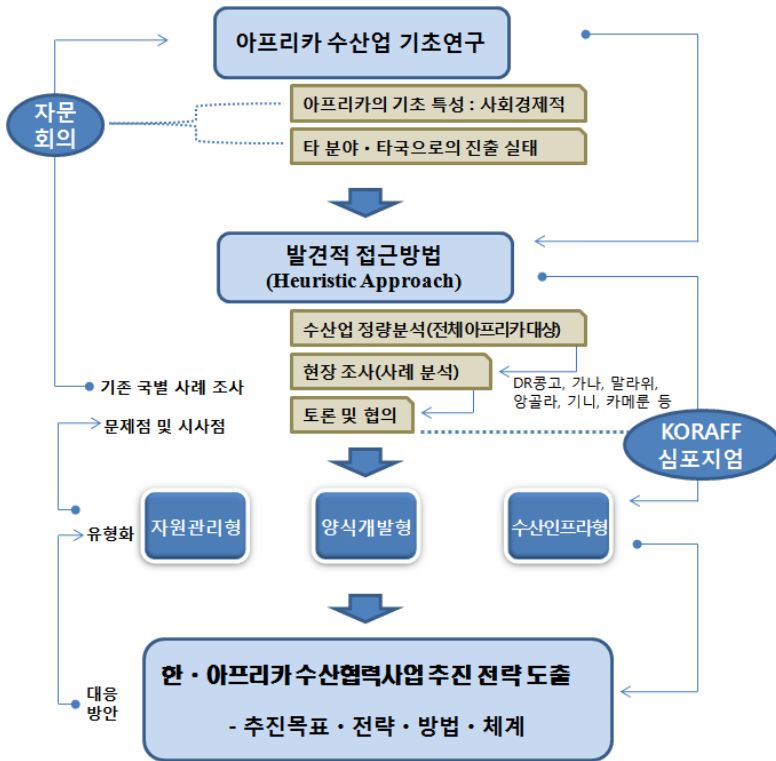 아프리카 수산업 기초연구
자문
회의
아프리카의 기초 특성 : 사회경제적
타 분야・타국으로의 진출 실태
발견적 접근방법
(Heuristic Approach)
수산업 정량분석(전체아프리카대상)
현장 조사(사례 분석)
토론 및 협의
DR콩고, 가나, 말라위,
앙골라, 기니, 카메룬 등
기존 국별 사례 조사
문제점 및 시사점
KORAFF
심포지엄
유형화
자원관리형
양식개발형
수산인프라형
한・아프리카 수산협력사업 추진 전략 도출
- 추진목표・전략・방법・체계
대응
방안